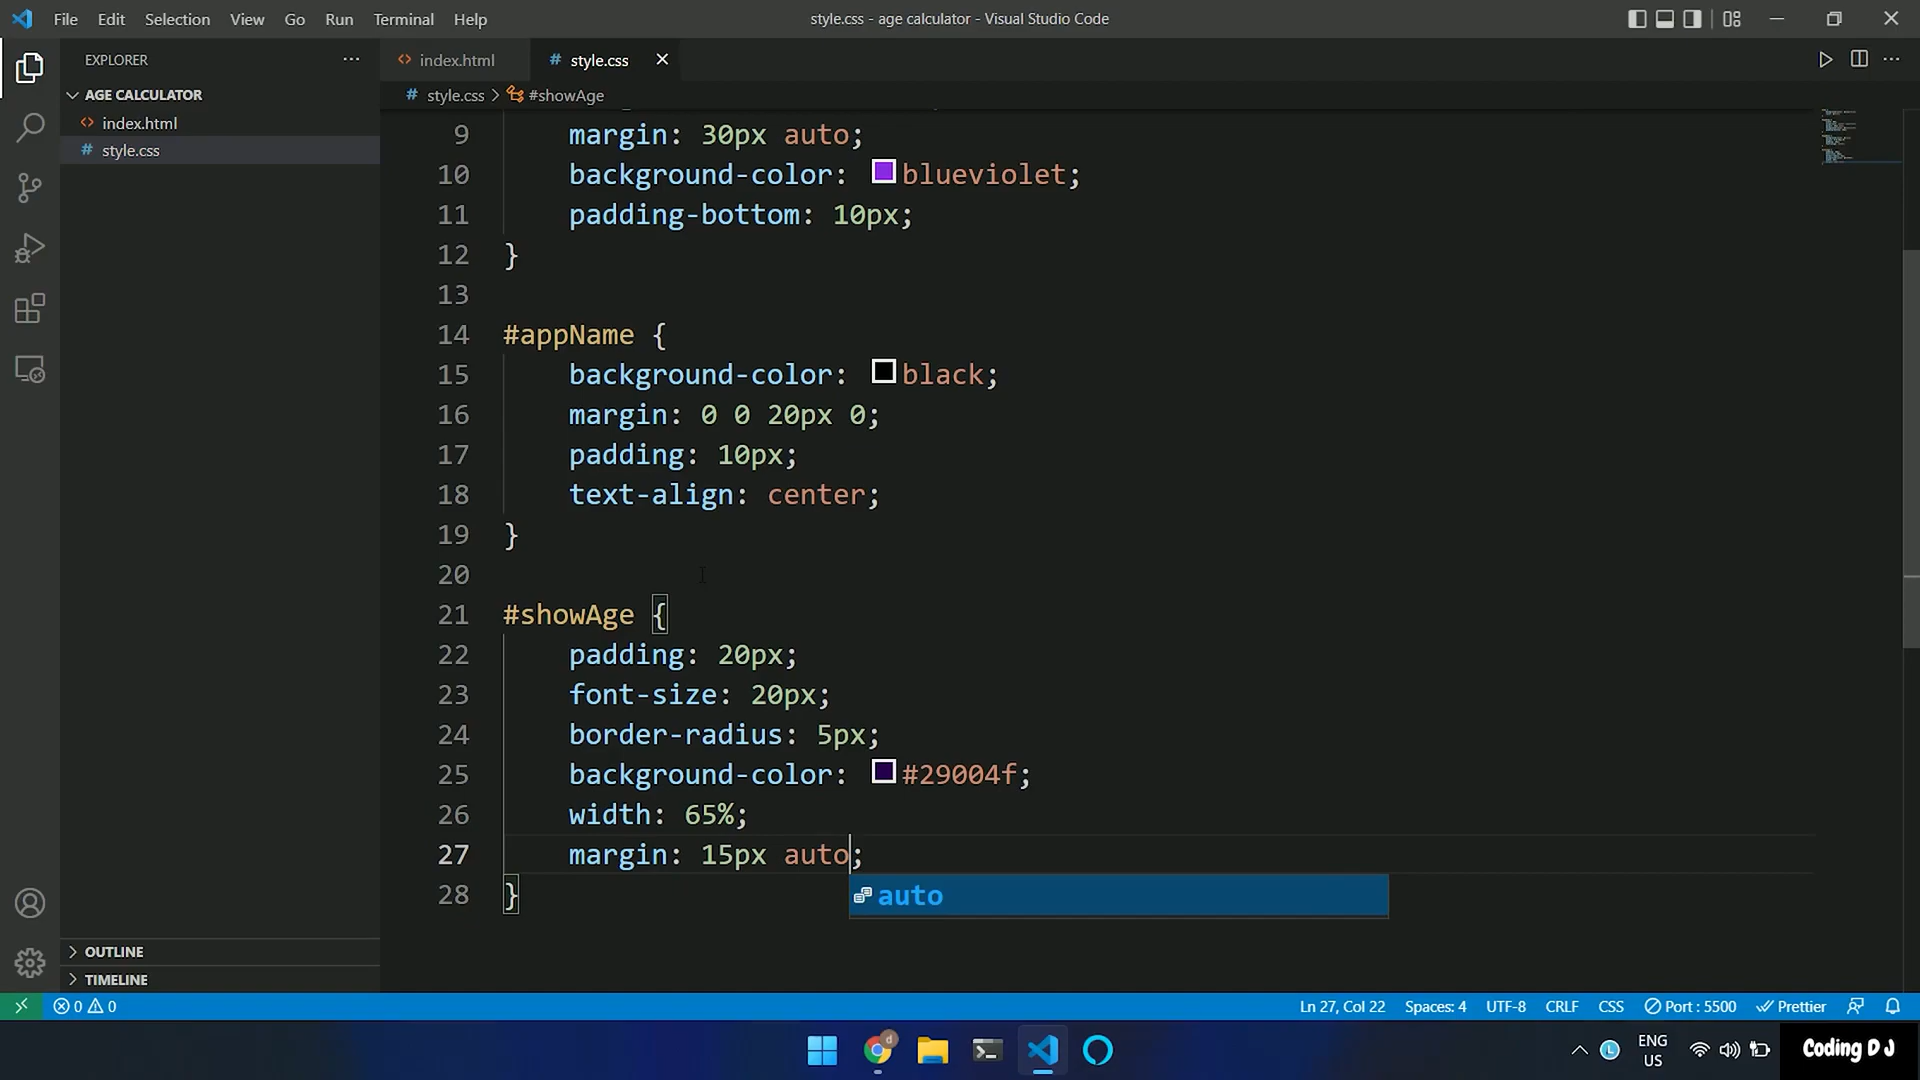 File Edit Selection View Go Run Terminal Help
style.css - age calculator - Visual Studio Code
EXPLORER
AGE CALCULATOR
index.html
style.css
OUTLINE
TIMELINE
index.html
style.css
style.css > #showAge
9 margin: 30px auto;
10 background-color: blueviolet;
11 padding-bottom: 10px;
12 }
13
14 #appName {
15 background-color: black;
16 margin: 0 0 20px 0;
17 padding: 10px;
18 text-align: center;
19 }
20
21 #showAge {
22 padding: 20px;
23 font-size: 20px;
24 border-radius: 5px;
25 background-color: #29004f;
26 width: 65%;
27 margin: 15px auto;
28 }
auto
0 0
Ln 27, Col 22 Spaces: 4 UTF-8 CRLF CSS Port : 5500 Prettier
ENG
US
Coding DJ